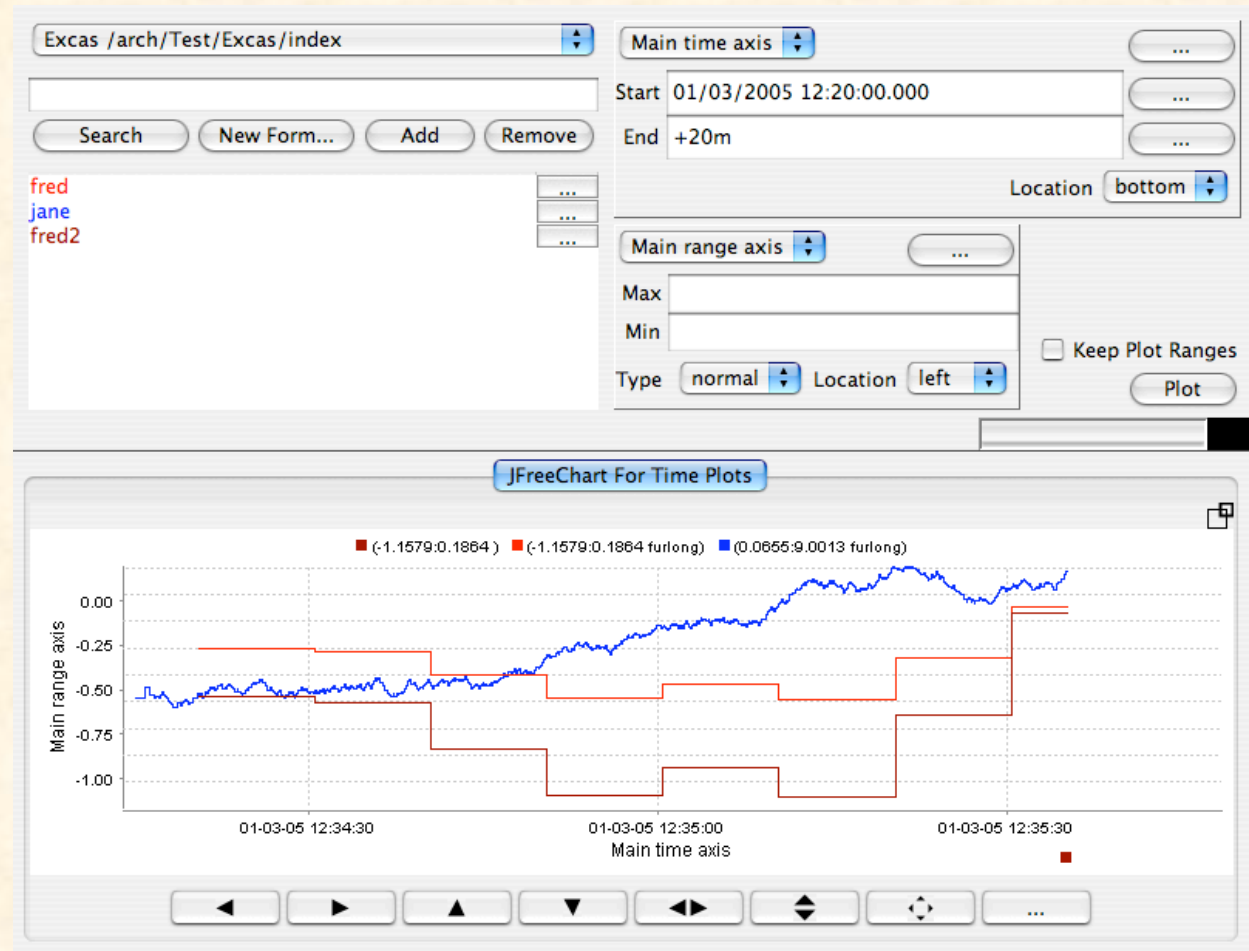 Excas /arch/Test/Excas/index
Search New Form... Add Remove
fred ...
jane ...
fred2 ...
Main time axis ...
Start 01/03/2005 12:20:00.000 ...
End +20m ...
Location bottom
Main range axis ...
Max
Min
Type normal Location left
Keep Plot Ranges
Plot
JFreeChart For Time Plots
(-1.1579:0.1864 ) (-1.1579:0.1864 furlong) (0.0655:9.0013 furlong)
Main range axis
0.00
-0.25
-0.50
-0.75
-1.00
01-03-05 12:34:30 01-03-05 12:35:00 01-03-05 12:35:30
Main time axis
...